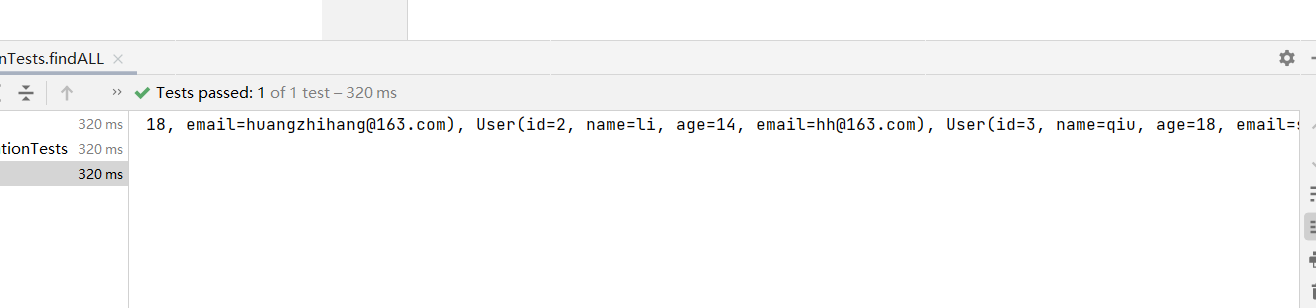 nTests.findALL
Tests passed: 1 of 1 test – 320 ms
320 ms
18, email=huangzhihang@163.com), User(id=2, name=li, age=14, email=hh@163.com), User(id=3, name=qiu, age=18, email=s
tionTests 320 ms
320 ms